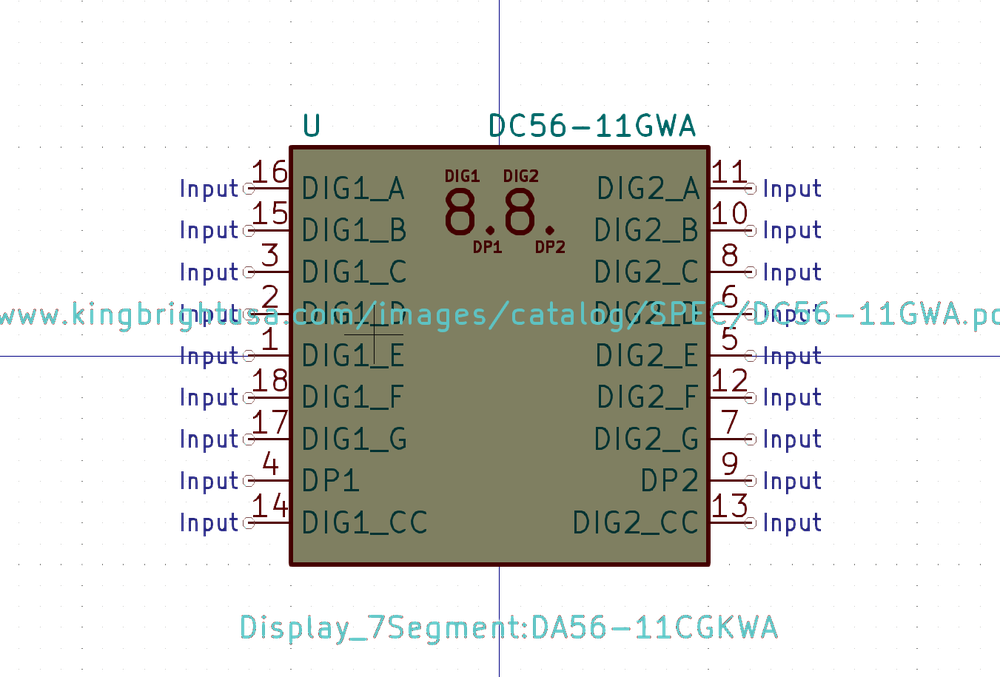 U DC56-11GWA
DIG1 DIG2
8.8.
DP1 DP2
Input 16 DIG1_A DIG2_A 11 Input
Input 15 DIG1_B DIG2_B 10 Input
Input 3 DIG1_C DIG2_C 8 Input
Input 2 DIG1_D DIG2_D 6 Input
www.kingbrightusa.com/images/catalog/SPEC/DC56-11GWA.pd
Input 1 DIG1_E DIG2_E 5 Input
Input 18 DIG1_F DIG2_F 12 Input
Input 17 DIG1_G DIG2_G 7 Input
Input 4 DP1 DP2 9 Input
Input 14 DIG1_CC DIG2_CC 13 Input
Display_7Segment:DA56-11CGKWA